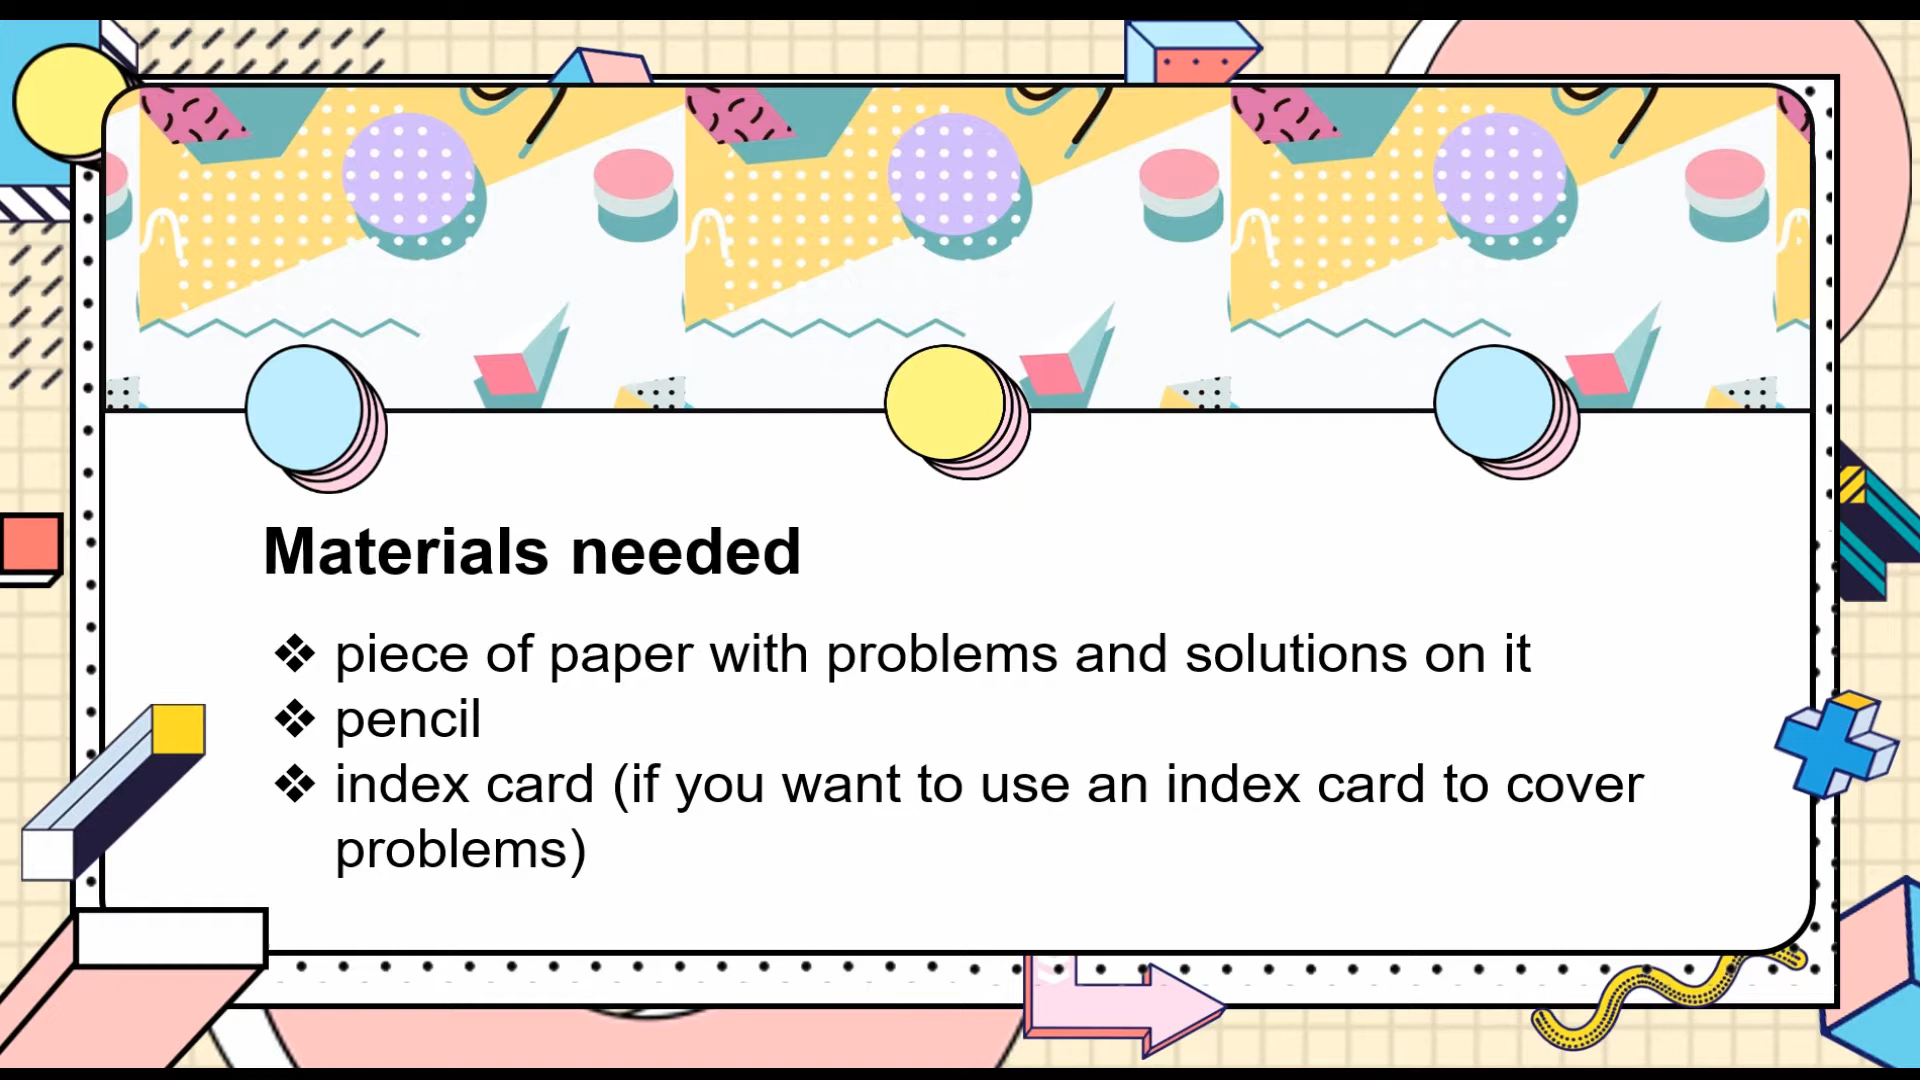 Materials needed
❖ piece of paper with problems and solutions on it
❖ pencil
❖ index card (if you want to use an index card to cover
problems)